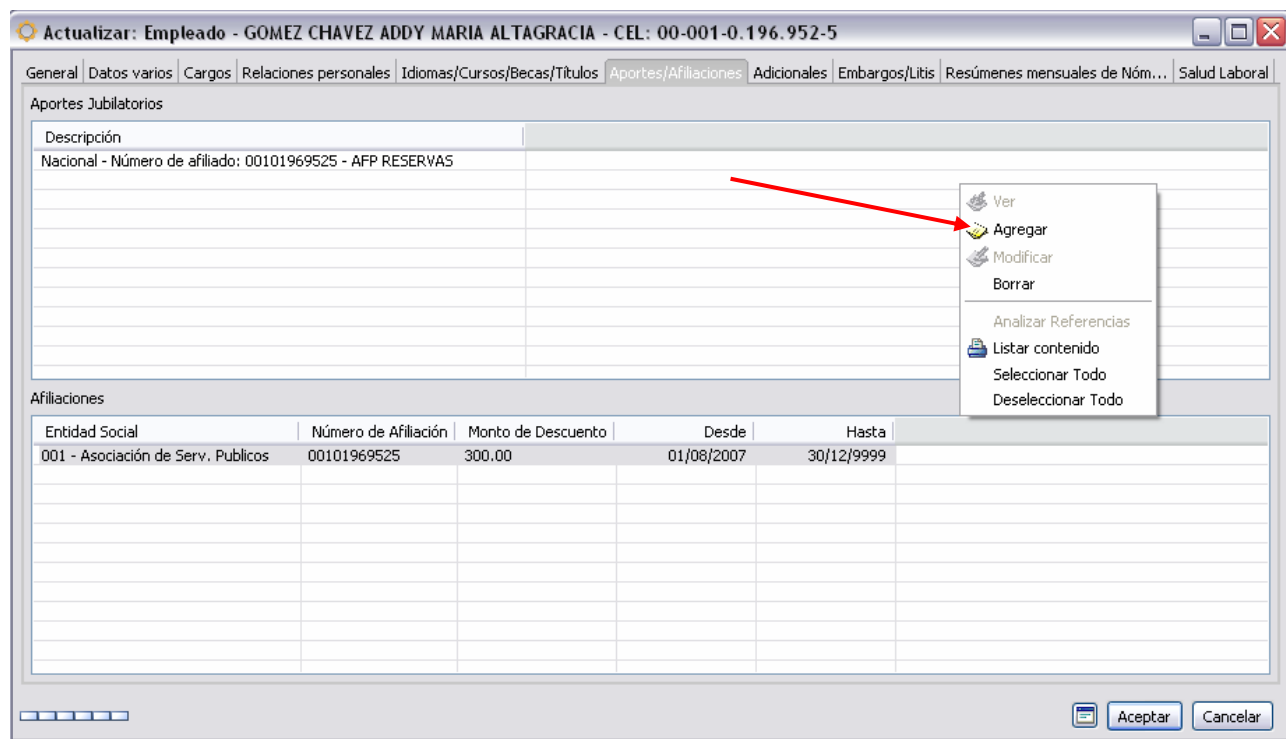 Actualizar: Empleado - GOMEZ CHAVEZ ADDY MARIA ALTAGRACIA - CEL: 00-001-0.196.952-5
General Datos varios Cargos Relaciones personales Idiomas/Cursos/Becas/Títulos Aportes/Afiliaciones Adicionales Embargos/Litis Resúmenes mensuales de Nóm... Salud Laboral
Aportes Jubilatorios
Descripción
Nacional - Número de afiliado: 00101969525 - AFP RESERVAS
Ver
Agregar
Modificar
Borrar
Analizar Referencias
Listar contenido
Seleccionar Todo
Deseleccionar Todo
Afiliaciones
Entidad Social Número de Afiliación Monto de Descuento Desde Hasta
001 - Asociación de Serv. Publicos 00101969525 300.00 01/08/2007 30/12/9999
Aceptar Cancelar